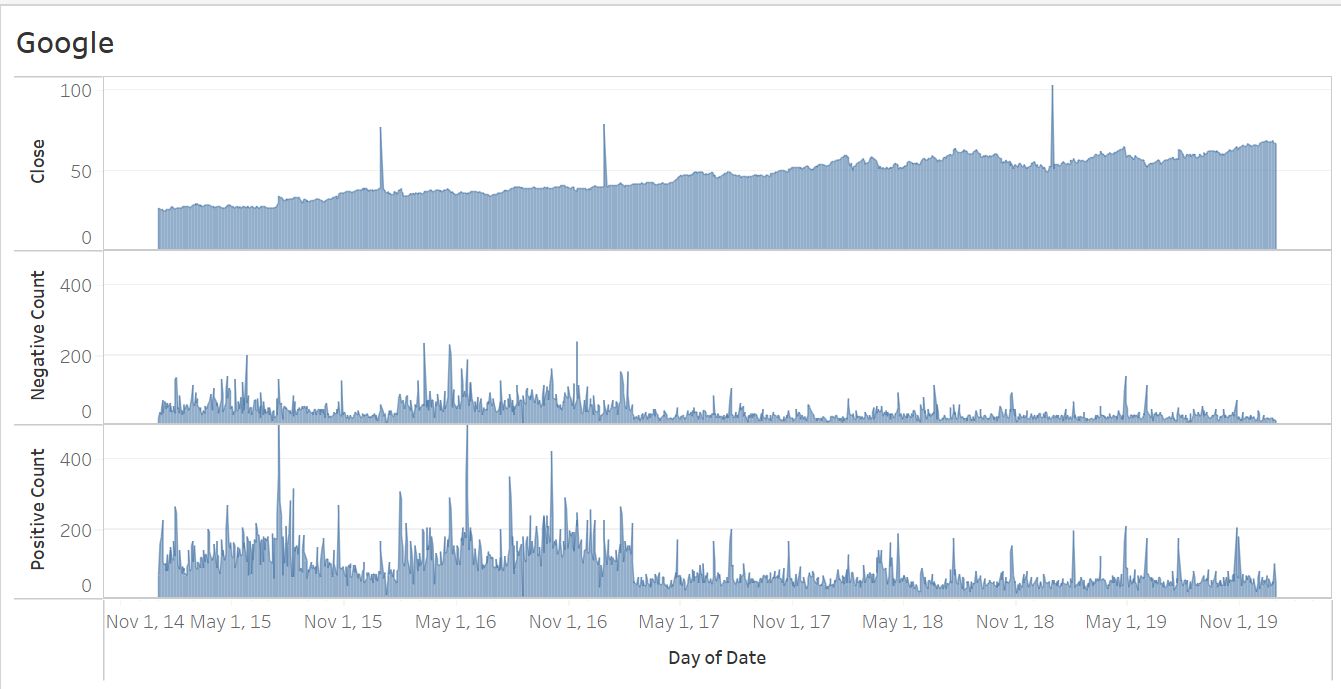 Google
Close
100
50
0
Negative Count
400
200
0
Positive Count
400
200
0
Nov 1, 14 May 1, 15 Nov 1, 15 May 1, 16 Nov 1, 16 May 1, 17 Nov 1, 17 May 1, 18 Nov 1, 18 May 1, 19 Nov 1, 19
Day of Date